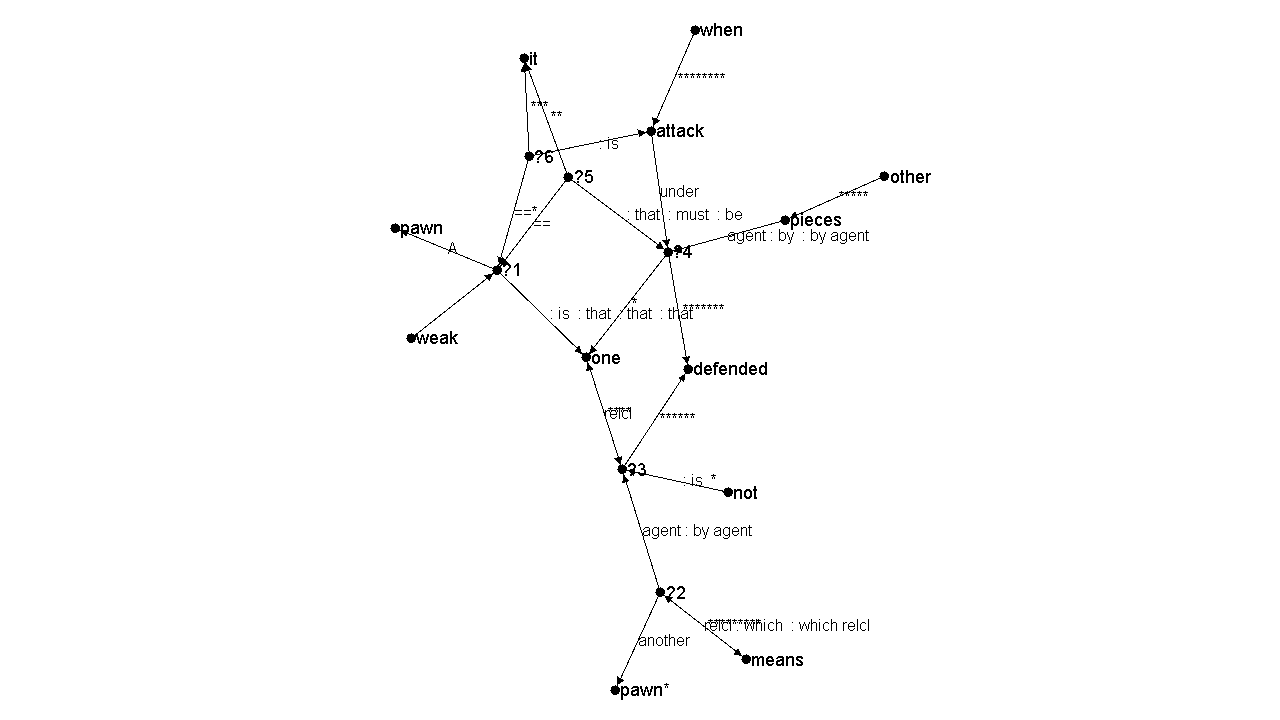 when
it
********
***
**
attack
: is
?6
?5
other
under
*****
: that : must : be
pieces
==*
==
pawn
agent : by : by agent
A
?4
?1
*
: is : that : that : that
*******
weak
one
defended
relcl
****
******
?3
: is *
not
agent : by agent
?2
relcl : which : which relcl
another
means
pawn*